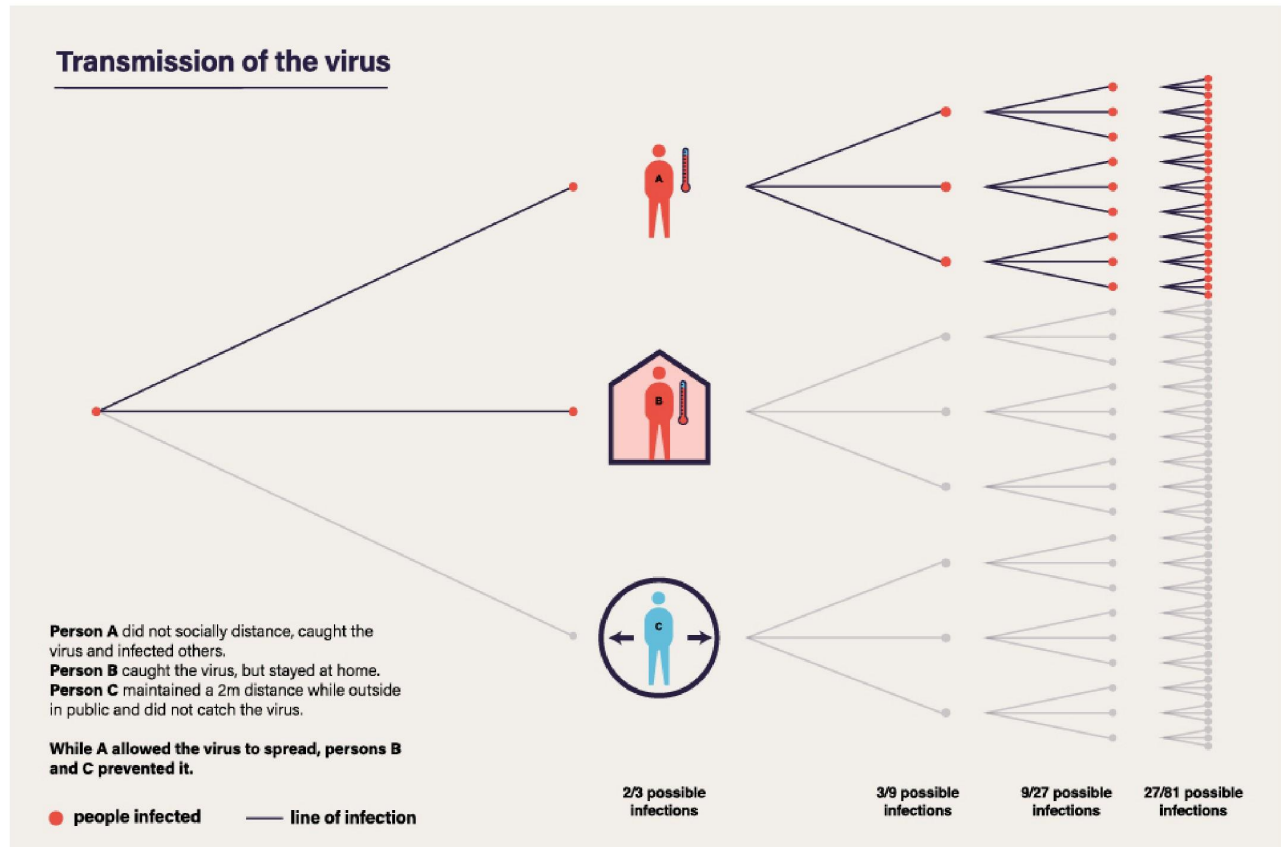 Transmission of the virus
A
B
C
Person A did not socially distance, caught the
virus and infected others.
Person B caught the virus, but stayed at home.
Person C maintained a 2m distance while outside
in public and did not catch the virus.
While A allowed the virus to spread, persons B
and C prevented it.
people infected
line of infection
2/3 possible
infections
3/9 possible
infections
9/27 possible
infections
27/81 possible
infections